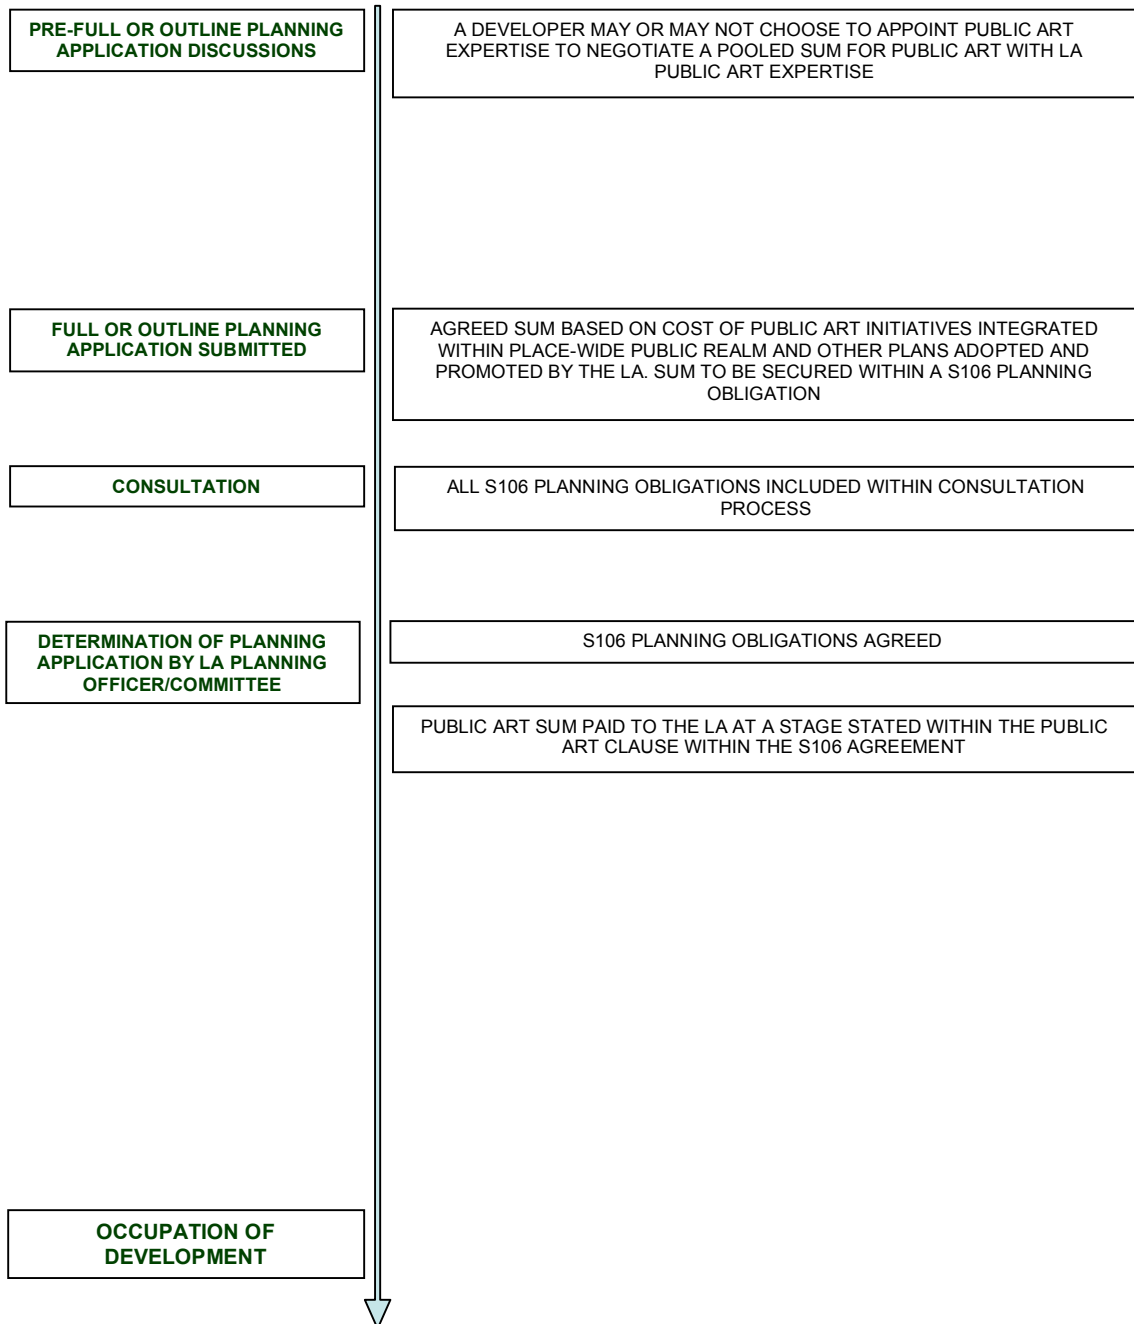 PRE-FULL OR OUTLINE PLANNING
APPLICATION DISCUSSIONS
A DEVELOPER MAY OR MAY NOT CHOOSE TO APPOINT PUBLIC ART
EXPERTISE TO NEGOTIATE A POOLED SUM FOR PUBLIC ART WITH LA
PUBLIC ART EXPERTISE
FULL OR OUTLINE PLANNING
APPLICATION SUBMITTED
AGREED SUM BASED ON COST OF PUBLIC ART INITIATIVES INTEGRATED
WITHIN PLACE-WIDE PUBLIC REALM AND OTHER PLANS ADOPTED AND
PROMOTED BY THE LA. SUM TO BE SECURED WITHIN A S106 PLANNING
OBLIGATION
CONSULTATION
ALL S106 PLANNING OBLIGATIONS INCLUDED WITHIN CONSULTATION
PROCESS
DETERMINATION OF PLANNING
APPLICATION BY LA PLANNING
OFFICER/COMMITTEE
S106 PLANNING OBLIGATIONS AGREED
PUBLIC ART SUM PAID TO THE LA AT A STAGE STATED WITHIN THE PUBLIC
ART CLAUSE WITHIN THE S106 AGREEMENT
OCCUPATION OF
DEVELOPMENT